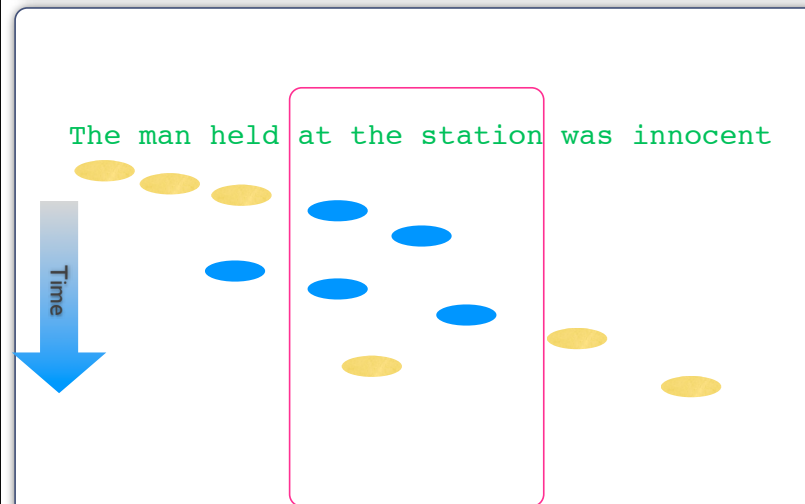 The man held at the station was innocent
Time